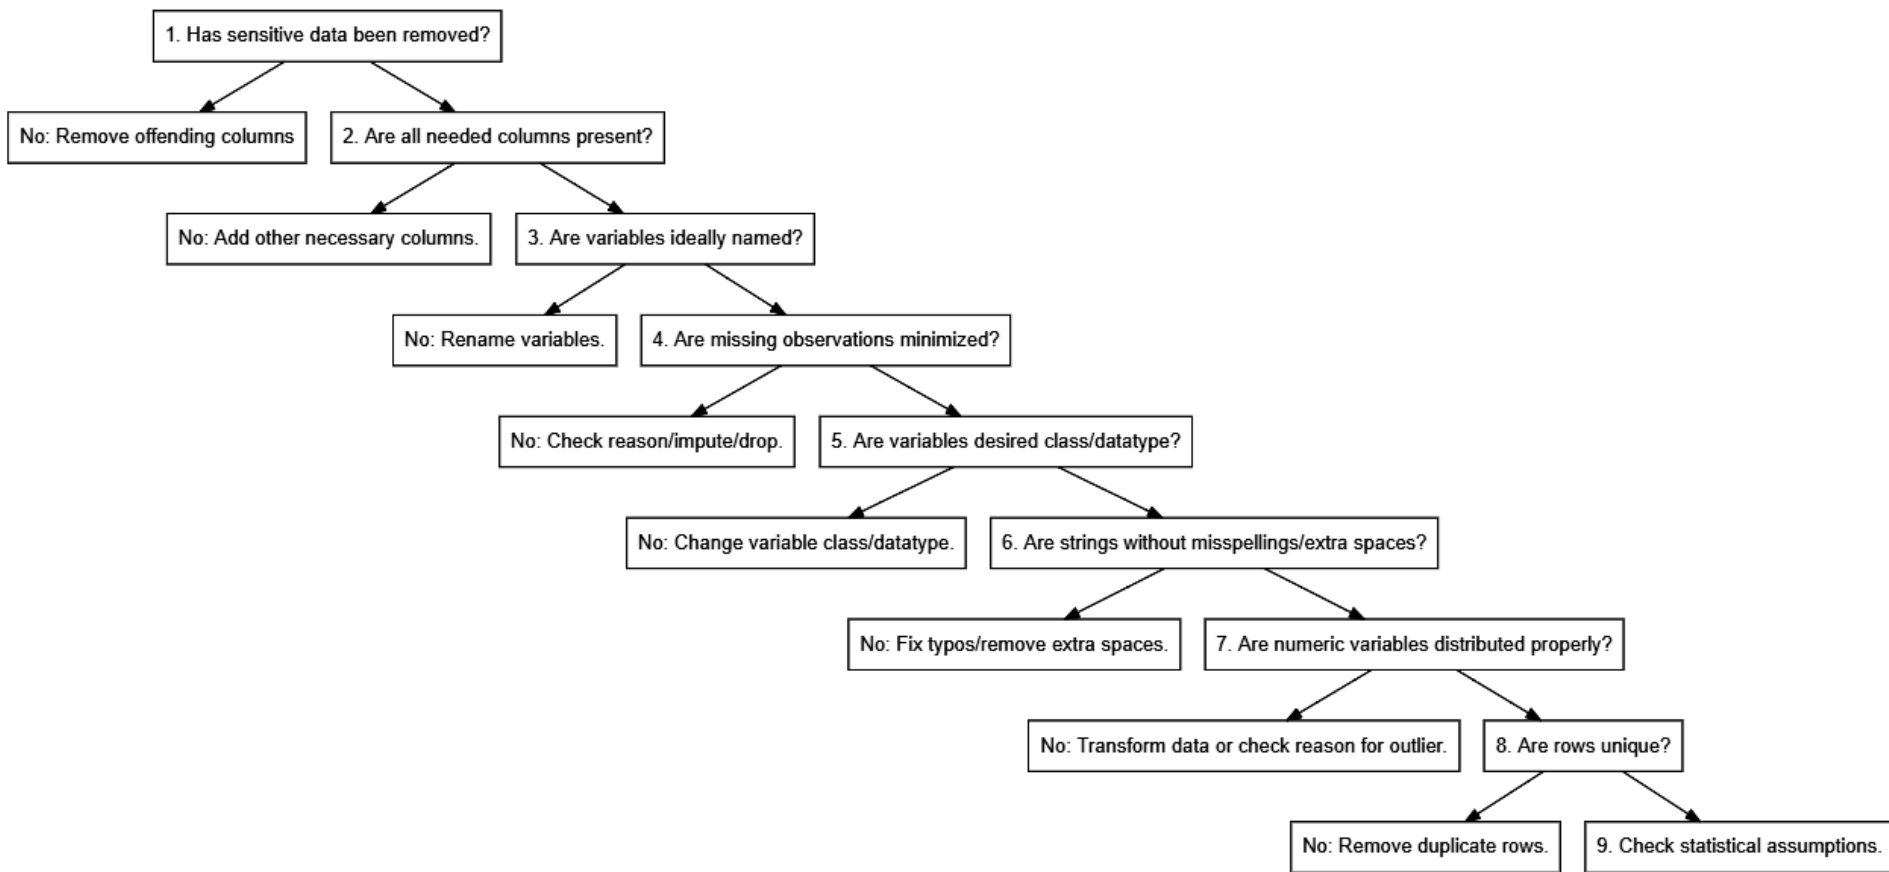 1. Has sensitive data been removed?
No: Remove offending columns
2. Are all needed columns present?
No: Add other necessary columns.
3. Are variables ideally named?
No: Rename variables.
4. Are missing observations minimized?
No: Check reason/impute/drop.
5. Are variables desired class/datatype?
No: Change variable class/datatype.
6. Are strings without misspellings/extra spaces?
No: Fix typos/remove extra spaces.
7. Are numeric variables distributed properly?
No: Transform data or check reason for outlier.
8. Are rows unique?
No: Remove duplicate rows.
9. Check statistical assumptions.